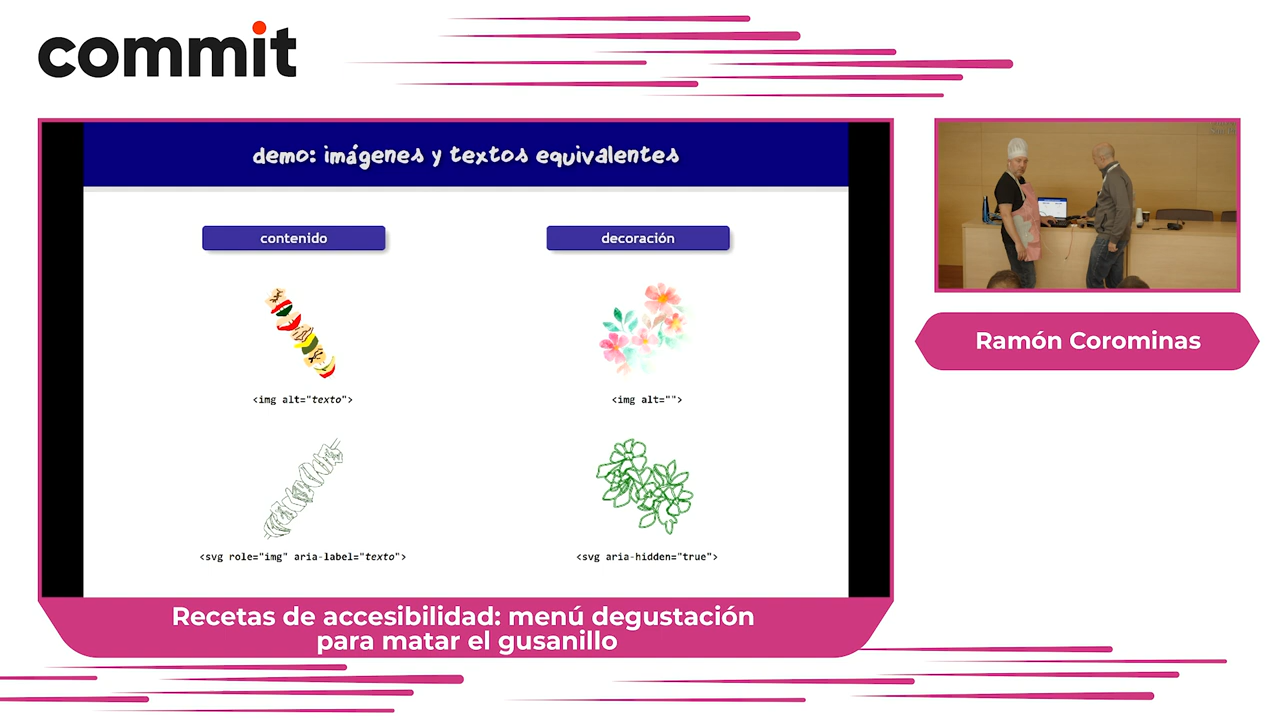 commit
demo: imágenes y textos equivalentes
contenido
decoración
<img alt="texto">
<img alt="">
<svg role="img" aria-label="texto">
<svg aria-hidden="true">
Ramón Corominas
Recetas de accesibilidad: menú degustación
para matar el gusanillo